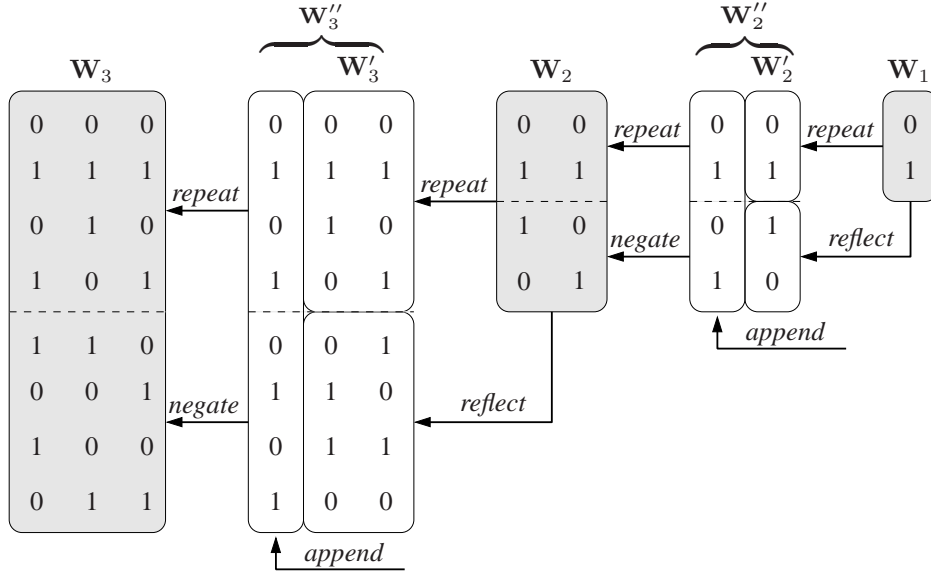 W₃″ W₂″
W₃ W₃′ W₂ W₂′ W₁
0 0 0 0 0 0 0 0 repeat 0 0 repeat 0
1 1 1 1 1 1 1 1 1 1 1
repeat repeat
0 1 0 0 1 0 1 0 negate 0 1 reflect
1 0 1 1 0 1 0 1 1 0
1 1 0 0 0 1 append
0 0 1 1 1 0
negate reflect
1 0 0 0 1 1
0 1 1 1 0 0
append